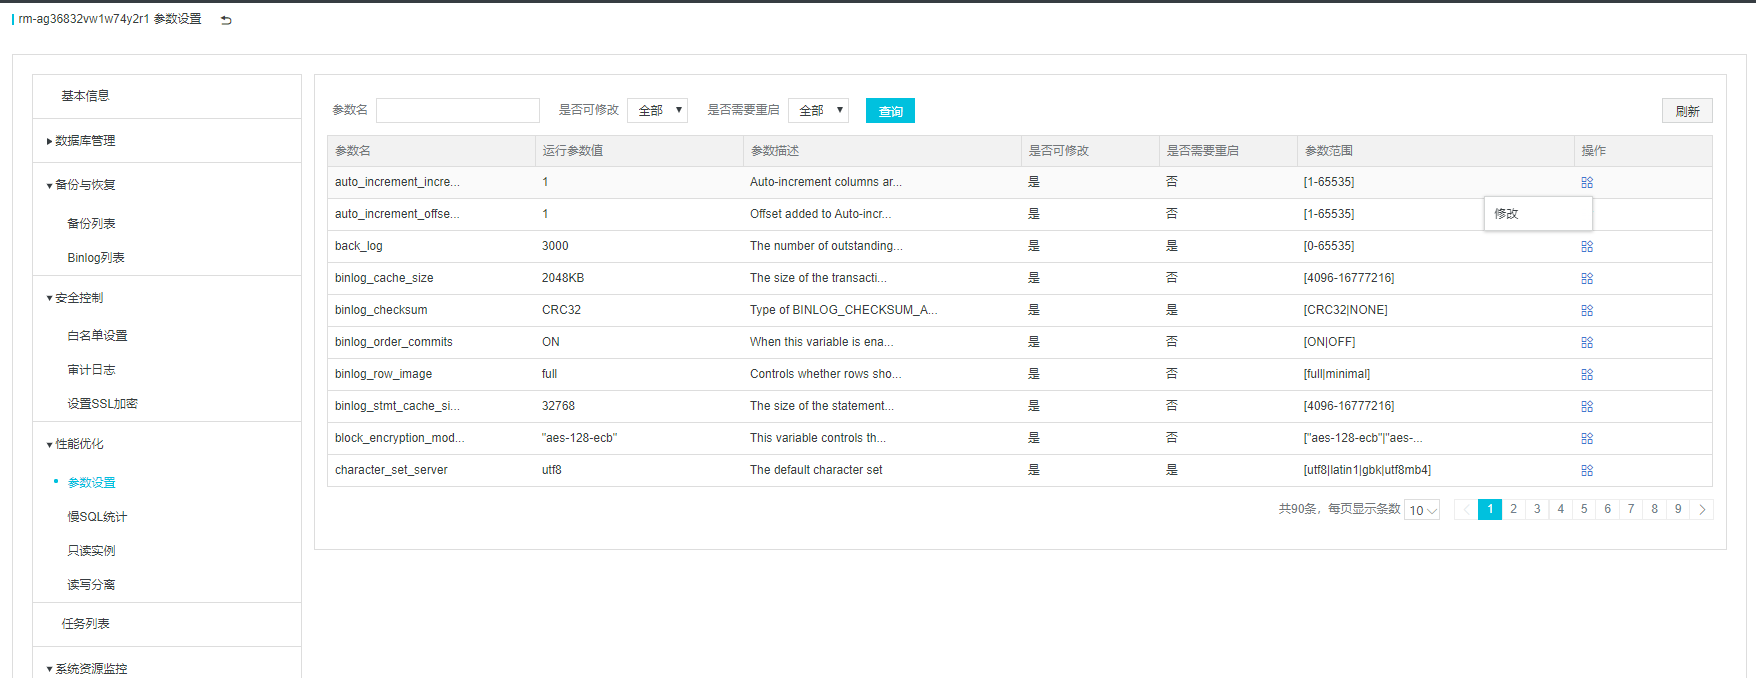 rm-ag36832vw1w74y2r1 参数设置
基本信息
数据库管理
备份与恢复
备份列表
Binlog列表
安全控制
白名单设置
审计日志
设置SSL加密
性能优化
参数设置
慢SQL统计
只读实例
读写分离
任务列表
系统资源监控
参数名 是否可修改 全部 是否需要重启 全部 查询 刷新
参数名 运行参数值 参数描述 是否可修改 是否需要重启 参数范围 操作
auto_increment_incre... 1 Auto-increment columns ar... 是 否 [1-65535]
auto_increment_offse... 1 Offset added to Auto-incr... 是 否 [1-65535] 修改
back_log 3000 The number of outstanding... 是 是 [0-65535]
binlog_cache_size 2048KB The size of the transacti... 是 否 [4096-16777216]
binlog_checksum CRC32 Type of BINLOG_CHECKSUM_A... 是 是 [CRC32|NONE]
binlog_order_commits ON When this variable is ena... 是 否 [ON|OFF]
binlog_row_image full Controls whether rows sho... 是 否 [full|minimal]
binlog_stmt_cache_si... 32768 The size of the statement... 是 否 [4096-16777216]
block_encryption_mod... "aes-128-ecb" This variable controls th... 是 否 ["aes-128-ecb"|"aes-...
character_set_server utf8 The default character set 是 是 [utf8|latin1|gbk|utf8mb4]
共90条，每页显示条数 10 1 2 3 4 5 6 7 8 9